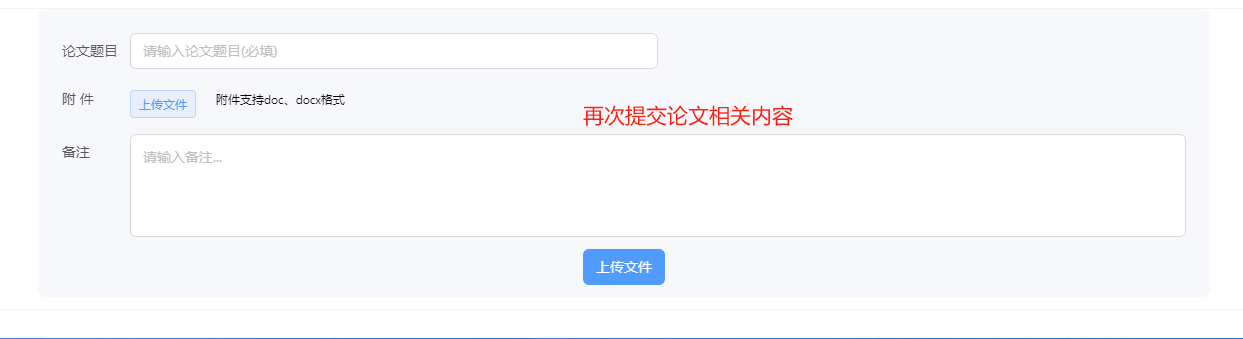 论文题目 请输入论文题目(必填)
附 件 上传文件 附件支持doc、docx格式
再次提交论文相关内容
备注 请输入备注...
上传文件